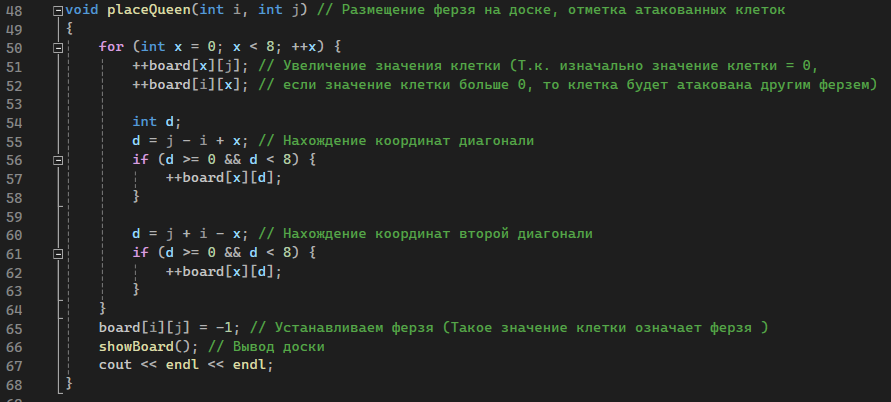 48 void placeQueen(int i, int j) // Размещение ферзя на доске, отметка атакованных клеток
49 {
50 for (int x = 0; x < 8; ++x) {
51 ++board[x][j]; // Увеличение значения клетки (Т.к. изначально значение клетки = 0,
52 ++board[i][x]; // если значение клетки больше 0, то клетка будет атакована другим ферзем)
53
54 int d;
55 d = j - i + x; // Нахождение координат диагонали
56 if (d >= 0 && d < 8) {
57 ++board[x][d];
58 }
59
60 d = j + i - x; // Нахождение координат второй диагонали
61 if (d >= 0 && d < 8) {
62 ++board[x][d];
63 }
64 }
65 board[i][j] = -1; // Устанавливаем ферзя (Такое значение клетки означает ферзя )
66 showBoard(); // Вывод доски
67 cout << endl << endl;
68 }